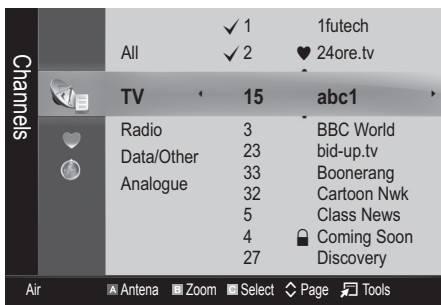 ✓ 1 1futech
All ✓ 2 ♥ 24ore.tv
Channels
TV 15 abc1
Radio 3 BBC World
Data/Other 23 bid-up.tv
Analogue 33 Boonerang
32 Cartoon Nwk
5 Class News
4 Coming Soon
27 Discovery
Air A Antena B Zoom C Select Page Tools